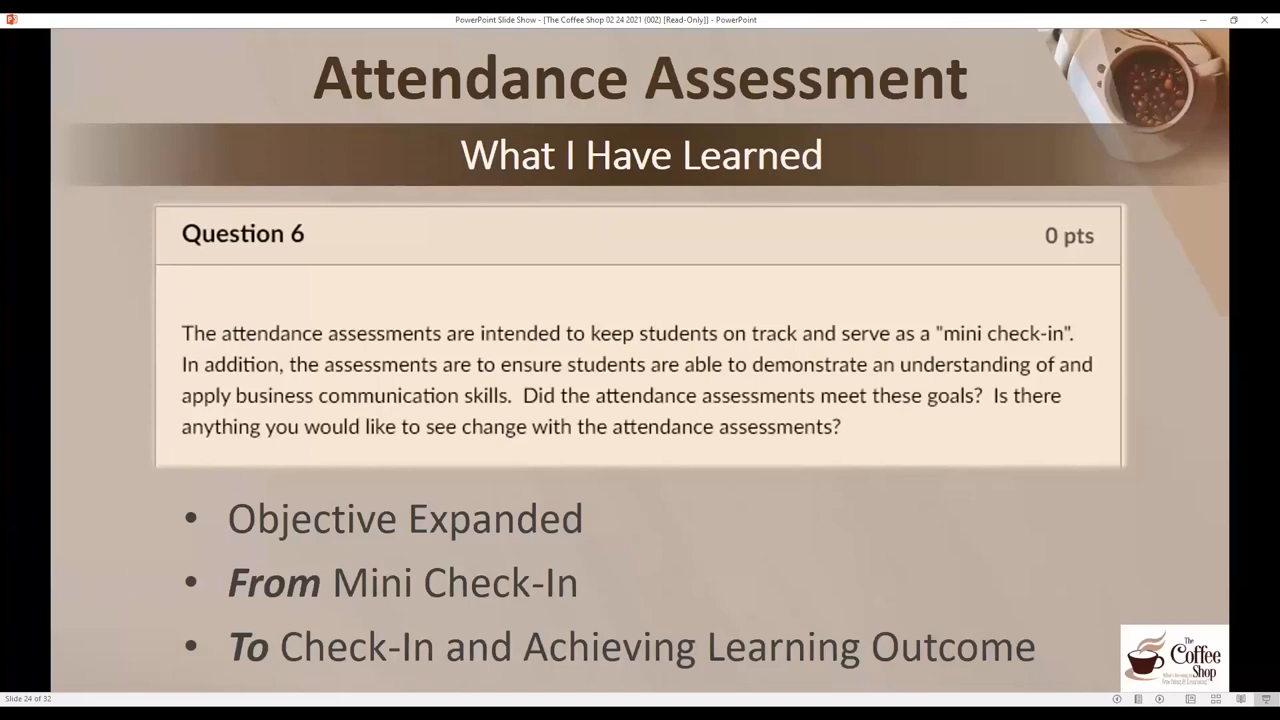 PowerPoint Slide Show - [The Coffee Shop 02 24 2021 (002) [Read-Only]] - PowerPoint
Attendance Assessment
What I Have Learned
Question 6
0 pts
The attendance assessments are intended to keep students on track and serve as a "mini check-in".
In addition, the assessments are to ensure students are able to demonstrate an understanding of and
apply business communication skills. Did the attendance assessments meet these goals? Is there
anything you would like to see change with the attendance assessments?
• Objective Expanded
• From Mini Check-In
• To Check-In and Achieving Learning Outcome
The
Coffee
Shop
Slide 24 of 32